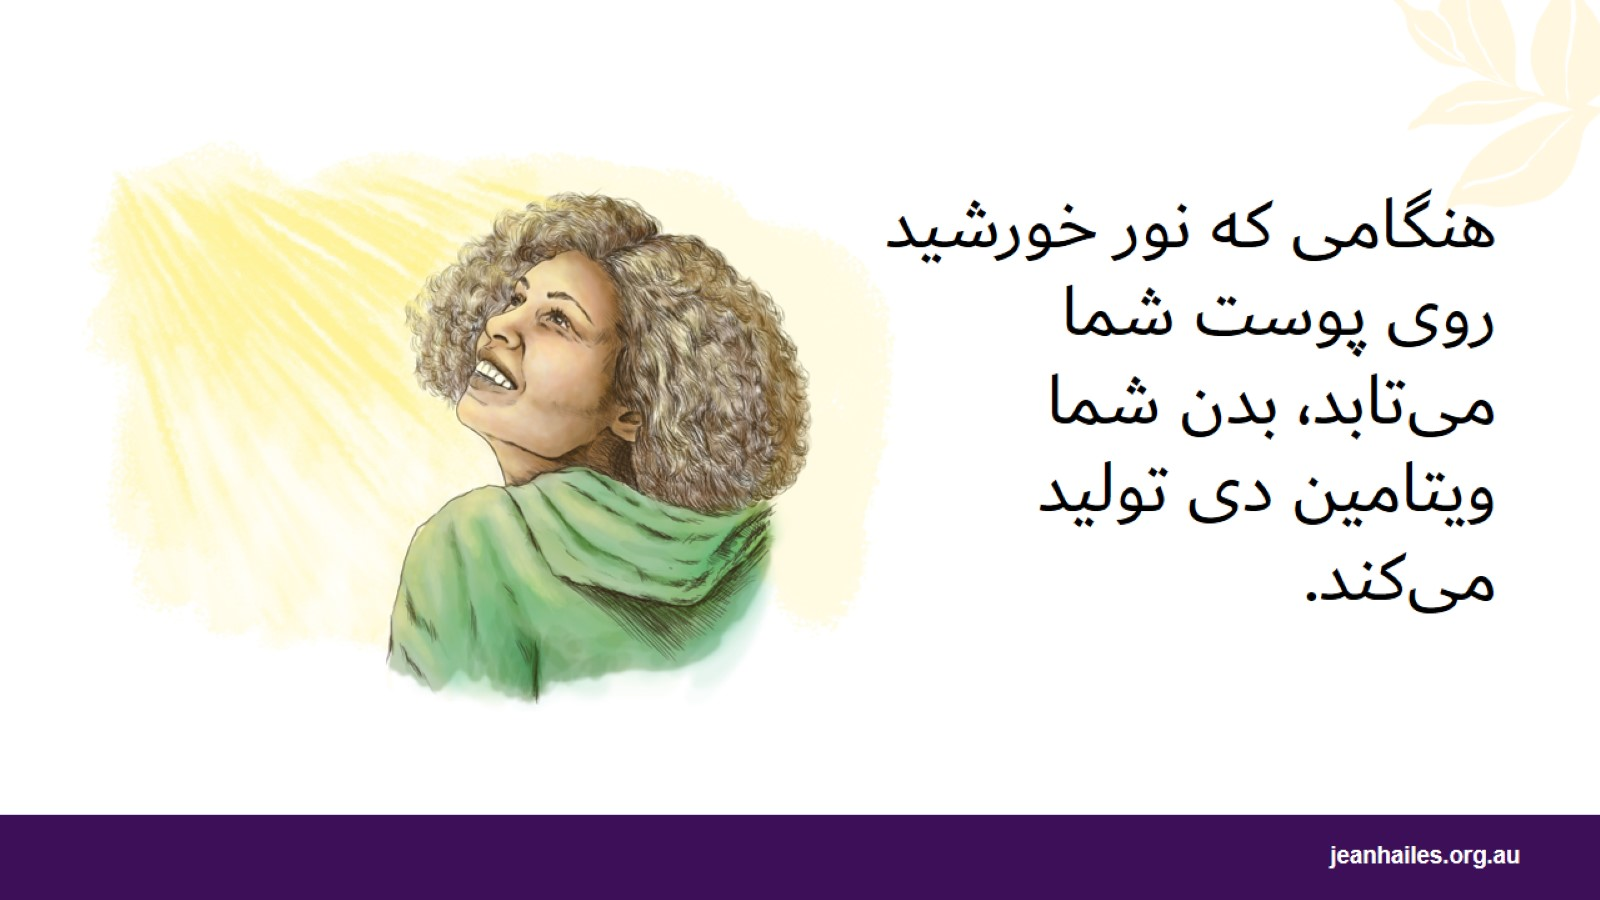 هنگامی که نور خورشید
روی پوست شما
می‌تابد، بدن شما
ویتامین دی تولید
می‌کند.
jeanhailes.org.au